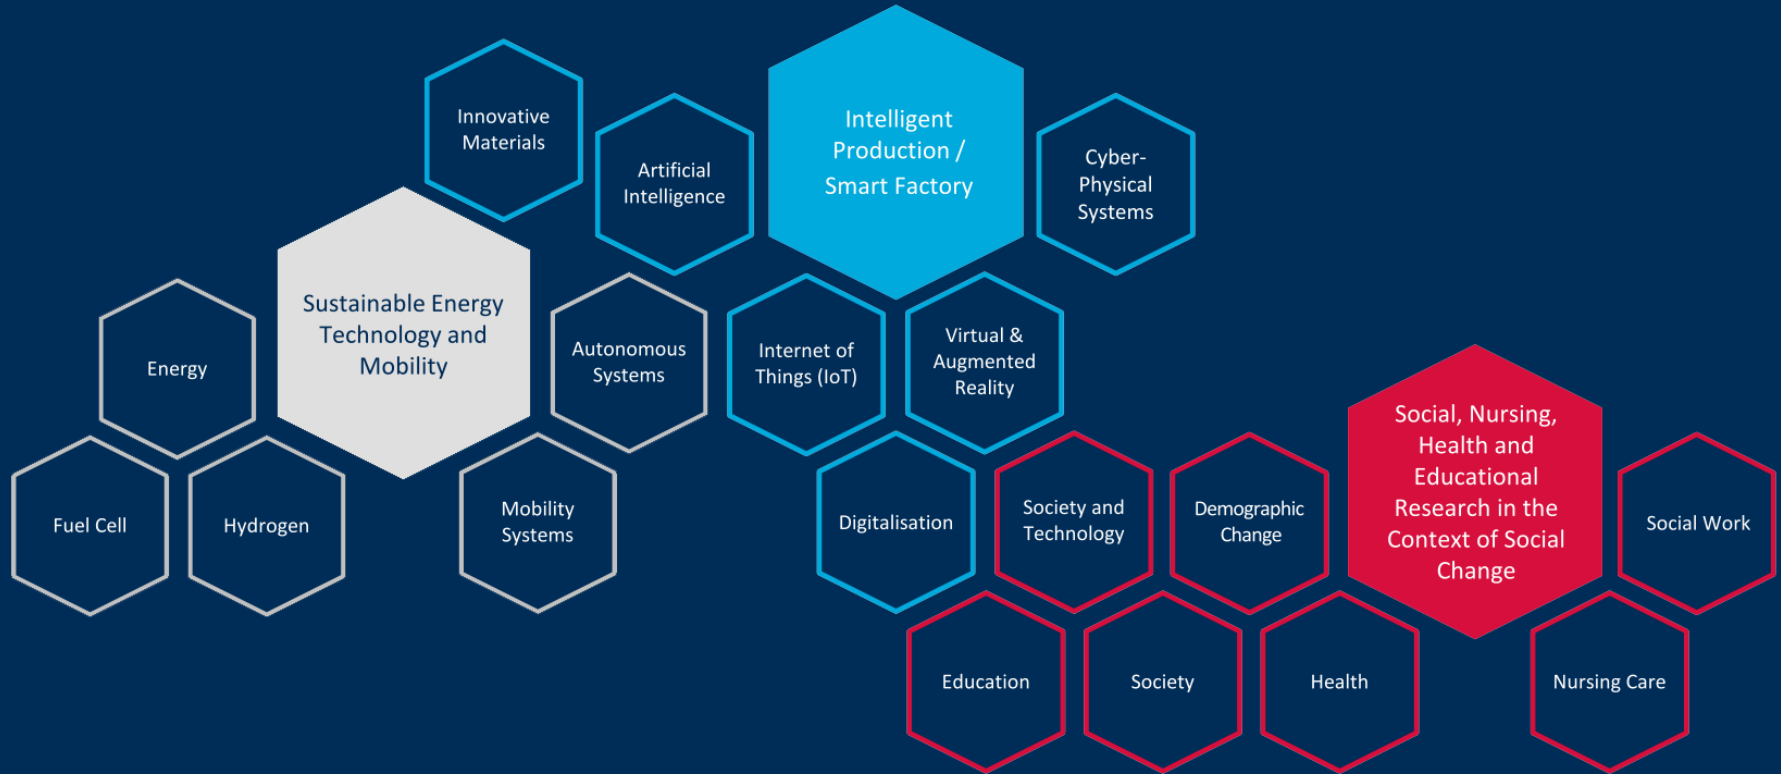 Innovative
Materials
Artificial
Intelligence
Intelligent
Production /
Smart Factory
Cyber-
Physical
Systems
Sustainable Energy
Technology and
Mobility
Energy
Autonomous
Systems
Internet of
Things (IoT)
Virtual &
Augmented
Reality
Fuel Cell
Hydrogen
Mobility
Systems
Digitalisation
Society and
Technology
Demographic
Change
Social, Nursing,
Health and
Educational
Research in the
Context of Social
Change
Social Work
Education
Society
Health
Nursing Care